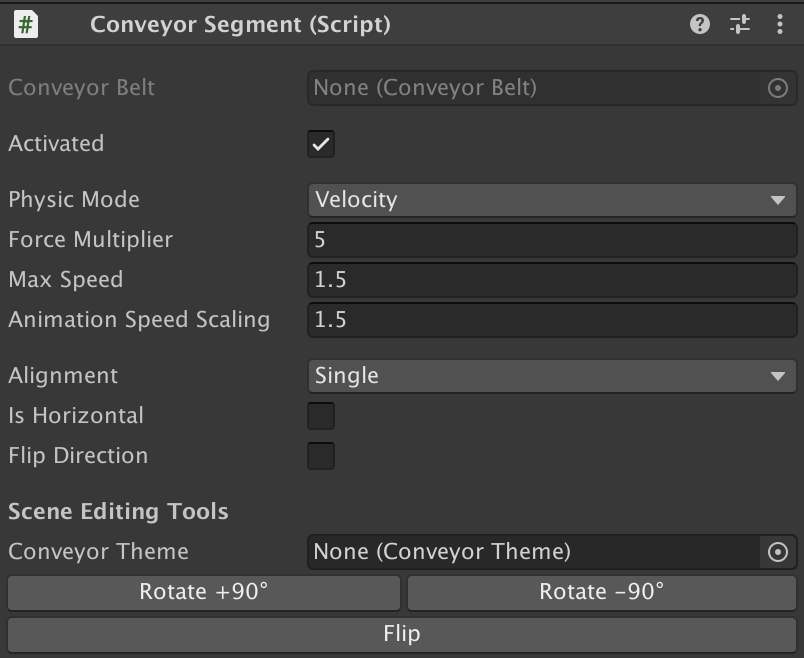 # Conveyor Segment (Script) ?
Conveyor Belt None (Conveyor Belt)
Activated
Physic Mode Velocity
Force Multiplier 5
Max Speed 1.5
Animation Speed Scaling 1.5
Alignment Single
Is Horizontal
Flip Direction
Scene Editing Tools
Conveyor Theme None (Conveyor Theme)
Rotate +90° Rotate -90°
Flip